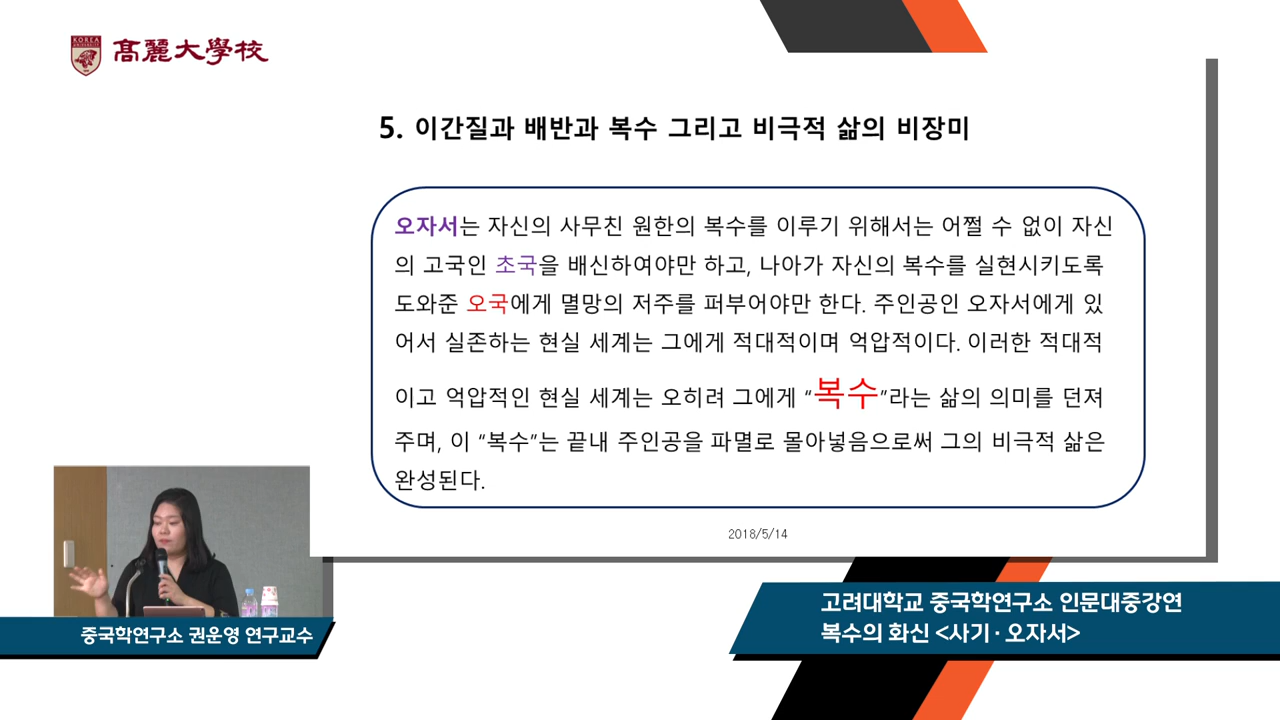 KOREA
高麗大學校
5. 이간질과 배반과 복수 그리고 비극적 삶의 비장미
오자서는 자신의 사무친 원한의 복수를 이루기 위해서는 어쩔 수 없이 자신
의 고국인 초국을 배신하여야만 하고, 나아가 자신의 복수를 실현시키도록
도와준 오국에게 멸망의 저주를 퍼부어야만 한다. 주인공인 오자서에게 있
어서 실존하는 현실 세계는 그에게 적대적이며 억압적이다. 이러한 적대적
이고 억압적인 현실 세계는 오히려 그에게 “복수”라는 삶의 의미를 던져
주며, 이 “복수”는 끝내 주인공을 파멸로 몰아넣음으로써 그의 비극적 삶은
완성된다.
2018/5/14
중국학연구소 권운영 연구교수
고려대학교 중국학연구소 인문대중강연
복수의 화신 <사기·오자서>